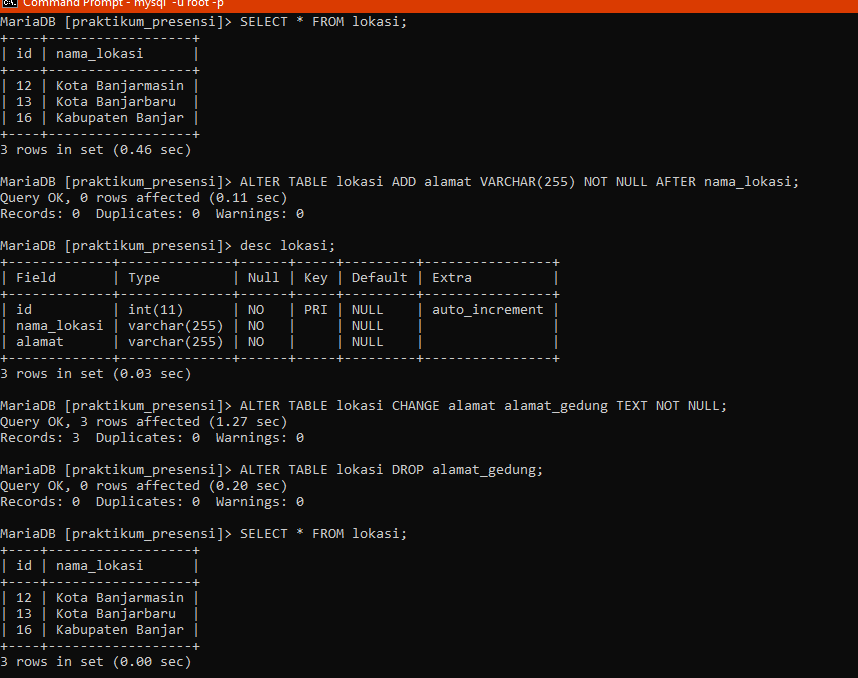 Command Prompt - mysql -u root -p
MariaDB [praktikum_presensi]> SELECT * FROM lokasi;
+----+------------------+
| id | nama_lokasi      |
+----+------------------+
| 12 | Kota Banjarmasin |
| 13 | Kota Banjarbaru  |
| 16 | Kabupaten Banjar |
+----+------------------+
3 rows in set (0.46 sec)

MariaDB [praktikum_presensi]> ALTER TABLE lokasi ADD alamat VARCHAR(255) NOT NULL AFTER nama_lokasi;
Query OK, 0 rows affected (0.11 sec)
Records: 0  Duplicates: 0  Warnings: 0

MariaDB [praktikum_presensi]> desc lokasi;
+-------------+--------------+------+-----+---------+----------------+
| Field       | Type         | Null | Key | Default | Extra          |
+-------------+--------------+------+-----+---------+----------------+
| id          | int(11)      | NO   | PRI | NULL    | auto_increment |
| nama_lokasi | varchar(255) | NO   |     | NULL    |                |
| alamat      | varchar(255) | NO   |     | NULL    |                |
+-------------+--------------+------+-----+---------+----------------+
3 rows in set (0.03 sec)

MariaDB [praktikum_presensi]> ALTER TABLE lokasi CHANGE alamat alamat_gedung TEXT NOT NULL;
Query OK, 3 rows affected (1.27 sec)
Records: 3  Duplicates: 0  Warnings: 0

MariaDB [praktikum_presensi]> ALTER TABLE lokasi DROP alamat_gedung;
Query OK, 0 rows affected (0.20 sec)
Records: 0  Duplicates: 0  Warnings: 0

MariaDB [praktikum_presensi]> SELECT * FROM lokasi;
+----+------------------+
| id | nama_lokasi      |
+----+------------------+
| 12 | Kota Banjarmasin |
| 13 | Kota Banjarbaru  |
| 16 | Kabupaten Banjar |
+----+------------------+
3 rows in set (0.00 sec)